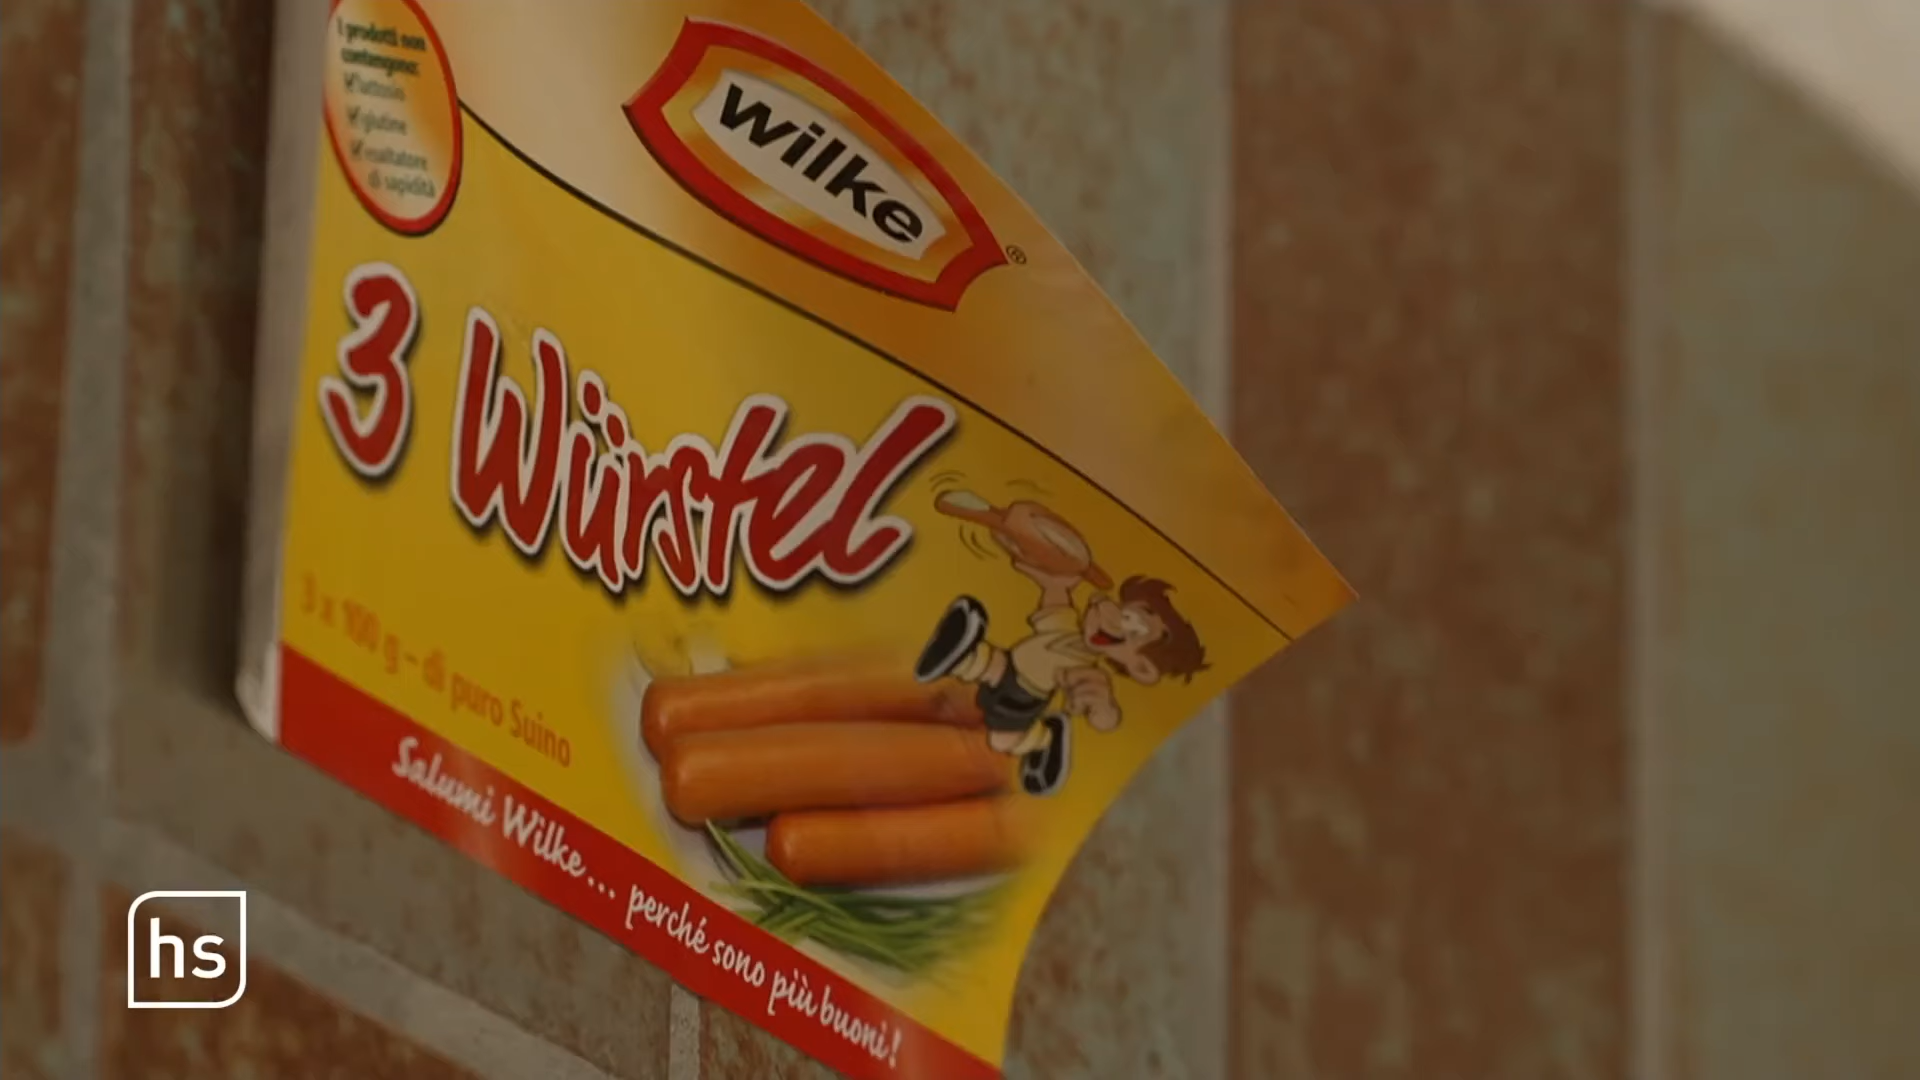 I prodotti non
contengono:
lattosio
glutine
esaltatore
di sapidità
wilke®
3 Würstel
3 x 100 g – di puro Suino
Salumi Wilke... perché sono più buoni!
hs